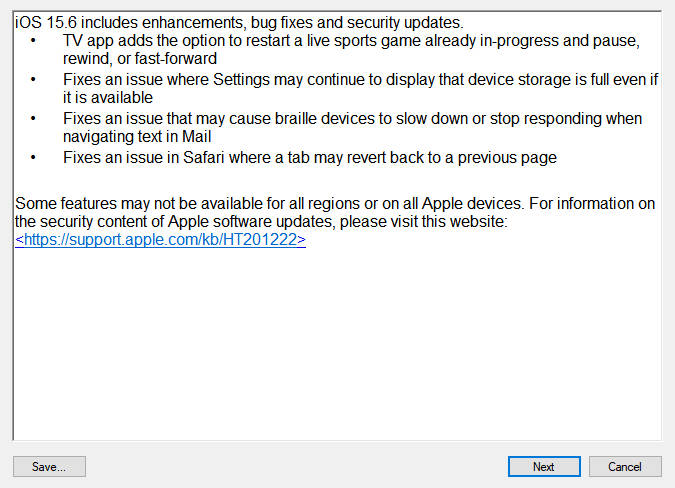 iOS 15.6 includes enhancements, bug fixes and security updates.
• TV app adds the option to restart a live sports game already in-progress and pause,
rewind, or fast-forward
• Fixes an issue where Settings may continue to display that device storage is full even if
it is available
• Fixes an issue that may cause braille devices to slow down or stop responding when
navigating text in Mail
• Fixes an issue in Safari where a tab may revert back to a previous page
Some features may not be available for all regions or on all Apple devices. For information on
the security content of Apple software updates, please visit this website:
<https://support.apple.com/kb/HT201222>
Save... Next Cancel